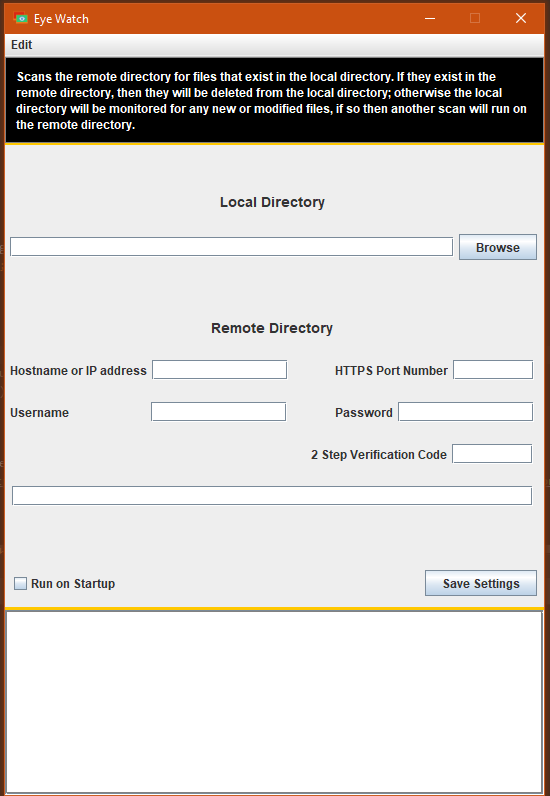 Eye Watch
Edit
Scans the remote directory for files that exist in the local directory. If they exist in the
remote directory, then they will be deleted from the local directory; otherwise the local
directory will be monitored for any new or modified files, if so then another scan will run on
the remote directory.
Local Directory
Browse
Remote Directory
Hostname or IP address HTTPS Port Number
Username Password
2 Step Verification Code
Run on Startup Save Settings